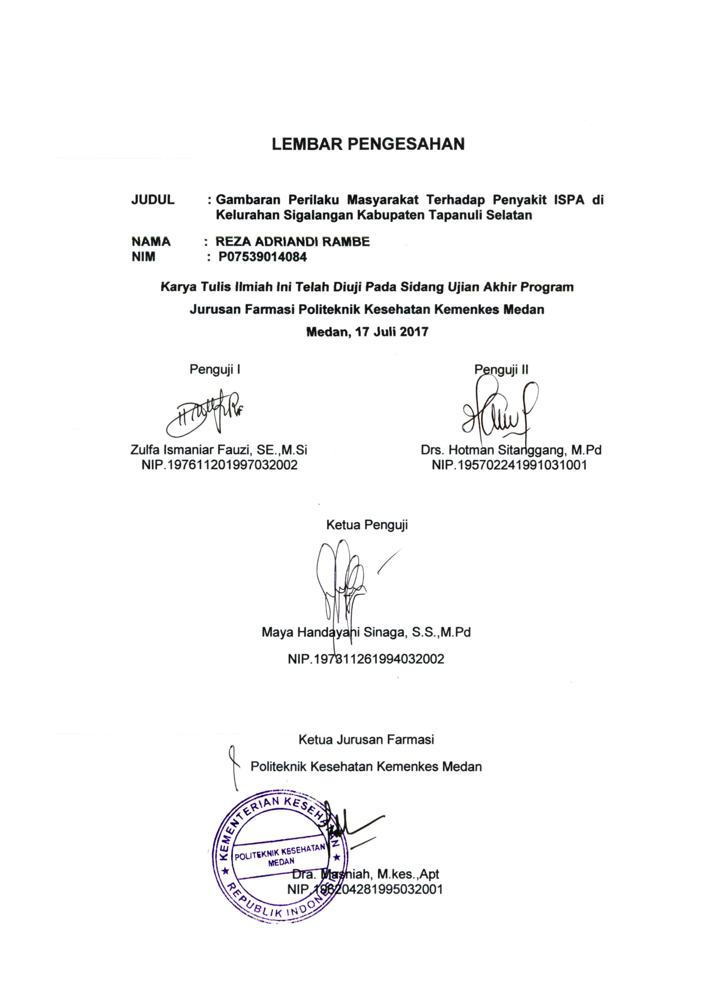 LEMBAR PENGESAHAN
JUDUL : Gambaran Perilaku Masyarakat Terhadap Penyakit ISPA di
Kelurahan Sigalangan Kabupaten Tapanuli Selatan
NAMA : REZA ADRIANDI RAMBE
NIM : P07539014084
Karya Tulis Ilmiah Ini Telah Diuji Pada Sidang Ujian Akhir Program
Jurusan Farmasi Politeknik Kesehatan Kemenkes Medan
Medan, 17 Juli 2017
Penguji I Penguji II
Zulfa Ismaniar Fauzi, SE.,M.Si Drs. Hotman Sitanggang, M.Pd
NIP.197611201997032002 NIP.195702241991031001
Ketua Penguji
Maya Handayani Sinaga, S.S.,M.Pd
NIP.197311261994032002
Ketua Jurusan Farmasi
Politeknik Kesehatan Kemenkes Medan
KEMENTERIAN KESEHATAN
POLITEKNIK KESEHATAN
MEDAN
REPUBLIK INDONESIA
Dra. Masniah, M.kes.,Apt
NIP.196204281995032001